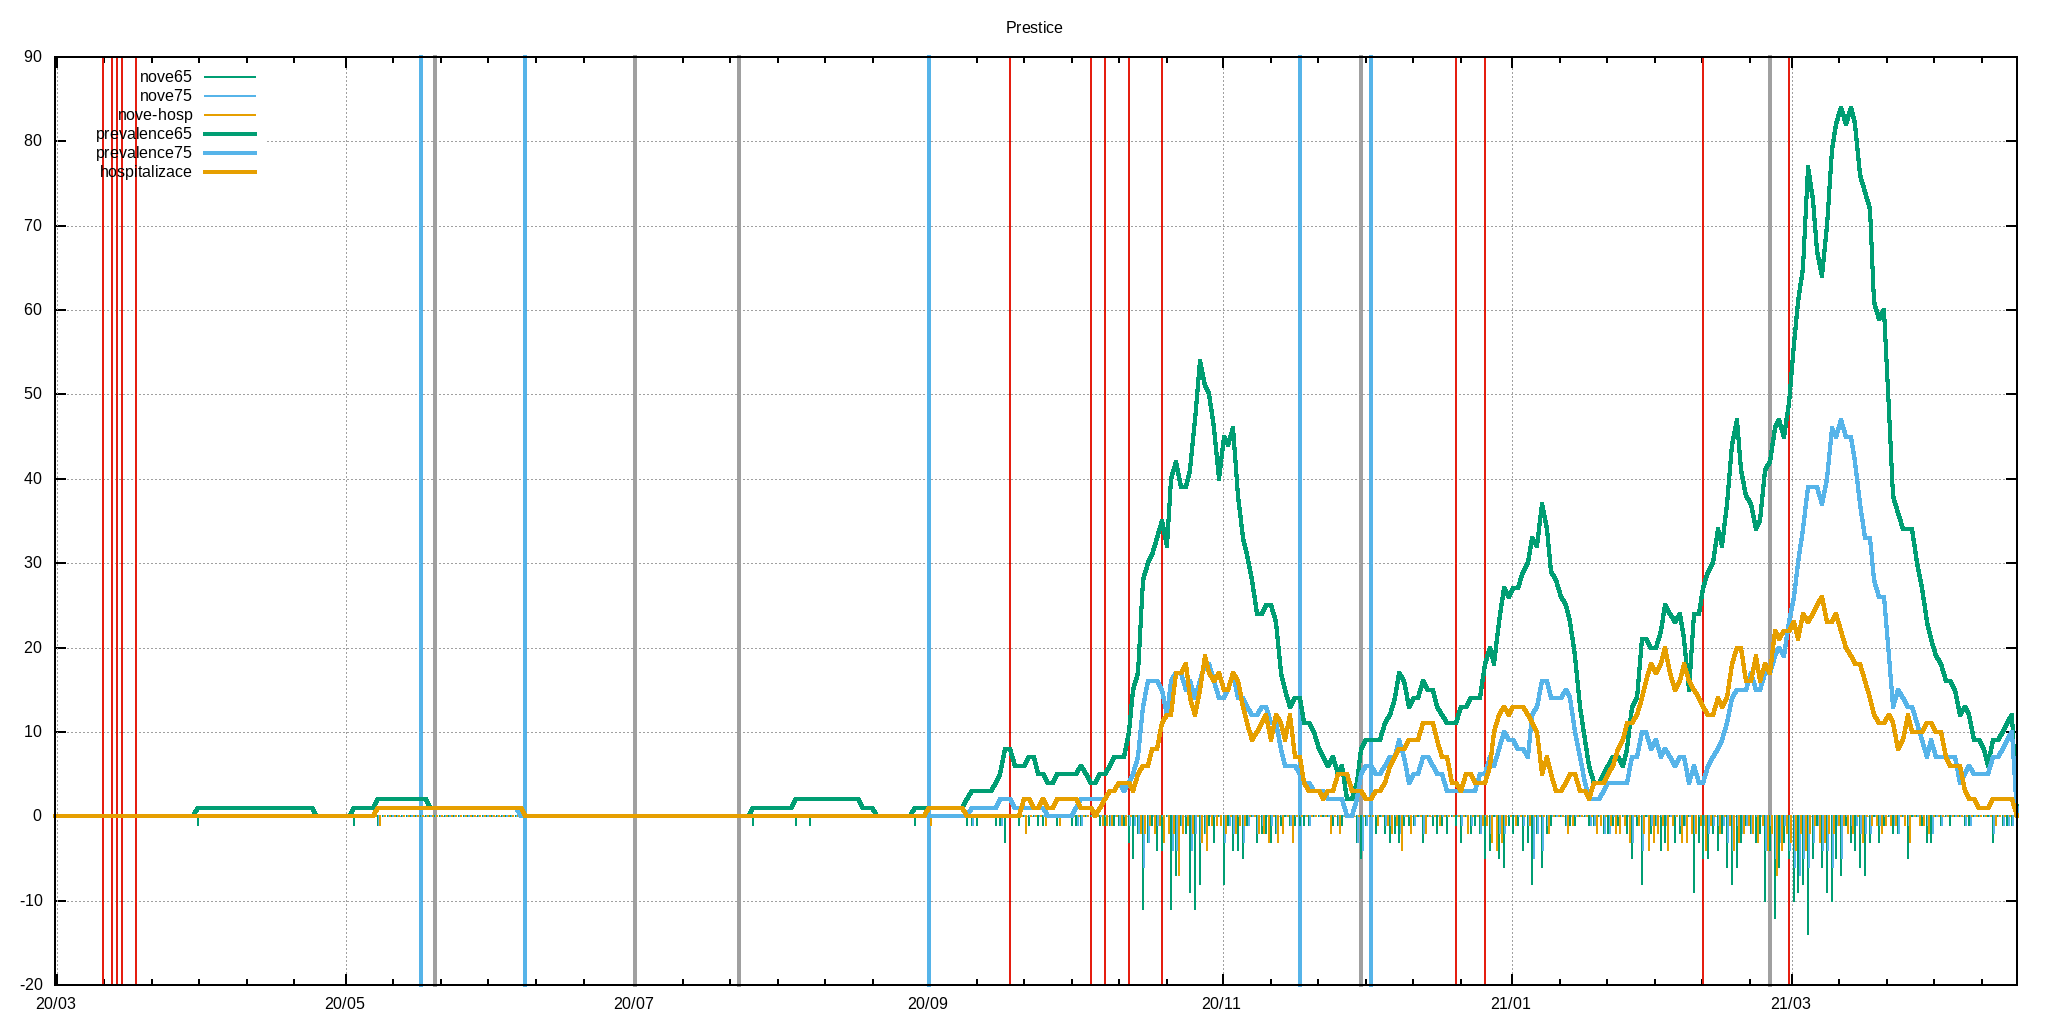 Prestice
90
80
70
60
50
40
30
20
10
0
-10
-20
nove65
nove75
nove-hosp
prevalence65
prevalence75
hospitalizace
20/03 20/05 20/07 20/09 20/11 21/01 21/03